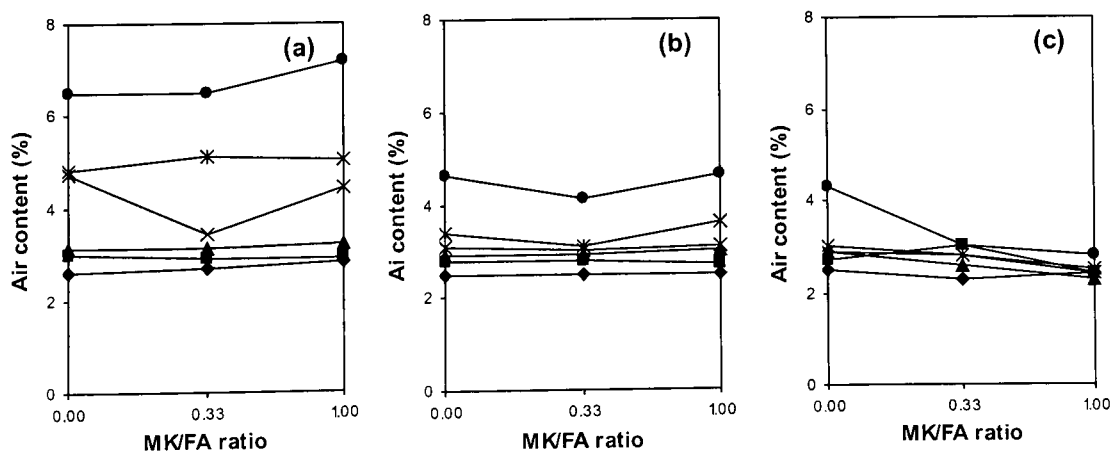 (a)
8
6
4
2
0
Air content (%)
0.00 0.33 1.00
MK/FA ratio
(b)
8
6
4
2
0
Ai content (%)
0.00 0.33 1.00
MK/FA ratio
(c)
8
6
4
2
0
Air content (%)
0.00 0.33 1.00
MK/FA ratio